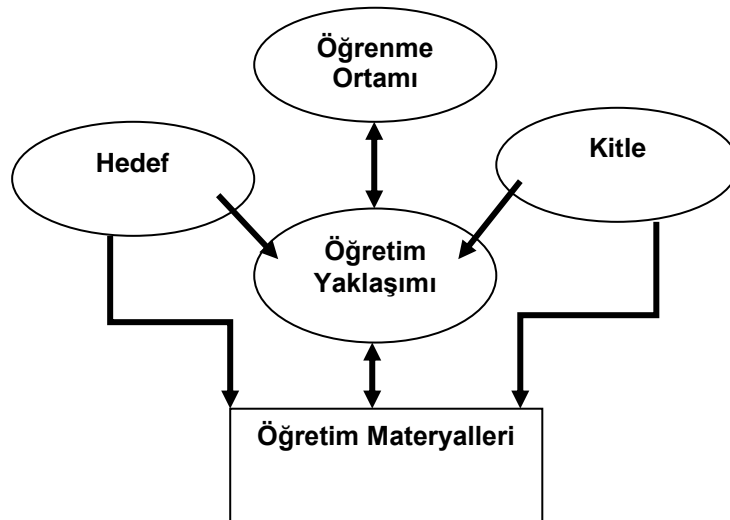 Öğrenme
Ortamı
Hedef
Kitle
Öğretim
Yaklaşımı
Öğretim Materyalleri